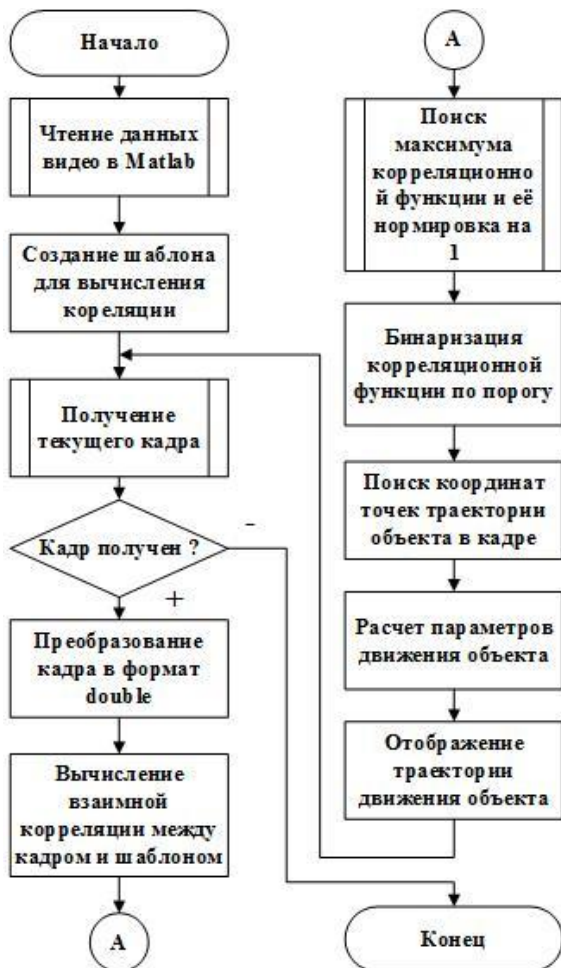 Начало
Чтение данных
видео в Matlab
Создание шаблона
для вычисления
кореляции
Получение
текущего кадра
Кадр получен ?
-
+
Преобразование
кадра в формат
double
Вычисление
взаимной
корреляции между
кадром и шаблоном
А
А
Поиск
максимума
корреляционно
й функции и её
нормировка на
1
Бинаризация
корреляционной
функции по порогу
Поиск координат
точек траектории
объекта в кадре
Расчет параметров
движения объекта
Отображение
траектории
движения объекта
Конец